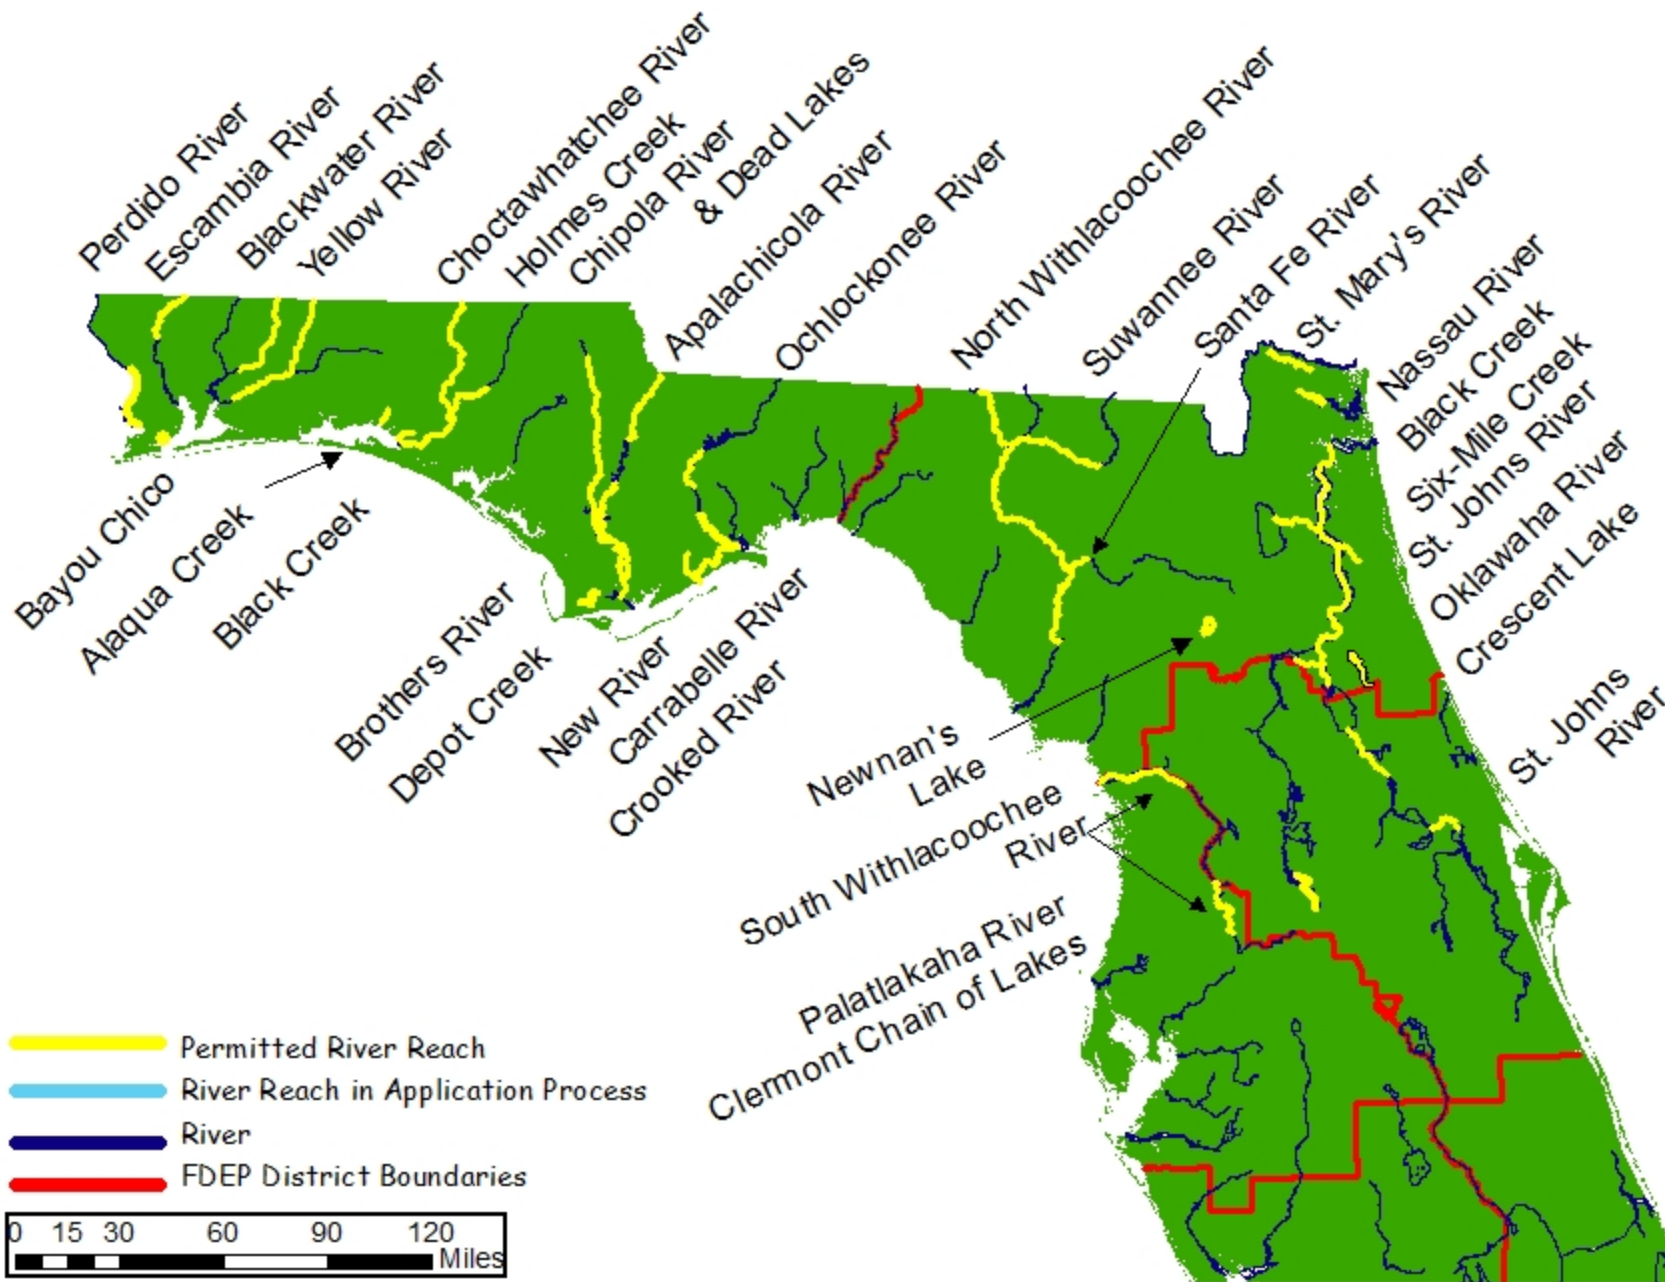 Perdido River
Escambia River
Blackwater River
Yellow River
Choctawhatchee River
Holmes Creek
Chipola River
& Dead Lakes
Apalachicola River
Ochlockonee River
North Withlacoochee River
Suwannee River
Santa Fe River
St. Mary's River
Nassau River
Black Creek
Six-Mile Creek
St. Johns River
Oklawaha River
Crescent Lake
St. Johns
River
Bayou Chico
Alaqua Creek
Black Creek
Brothers River
Depot Creek
New River
Carrabelle River
Crooked River
Newnan's
Lake
South Withlacoochee
River
Palatlakaha River
Clermont Chain of Lakes
Permitted River Reach
River Reach in Application Process
River
FDEP District Boundaries
0 15 30 60 90 120
Miles